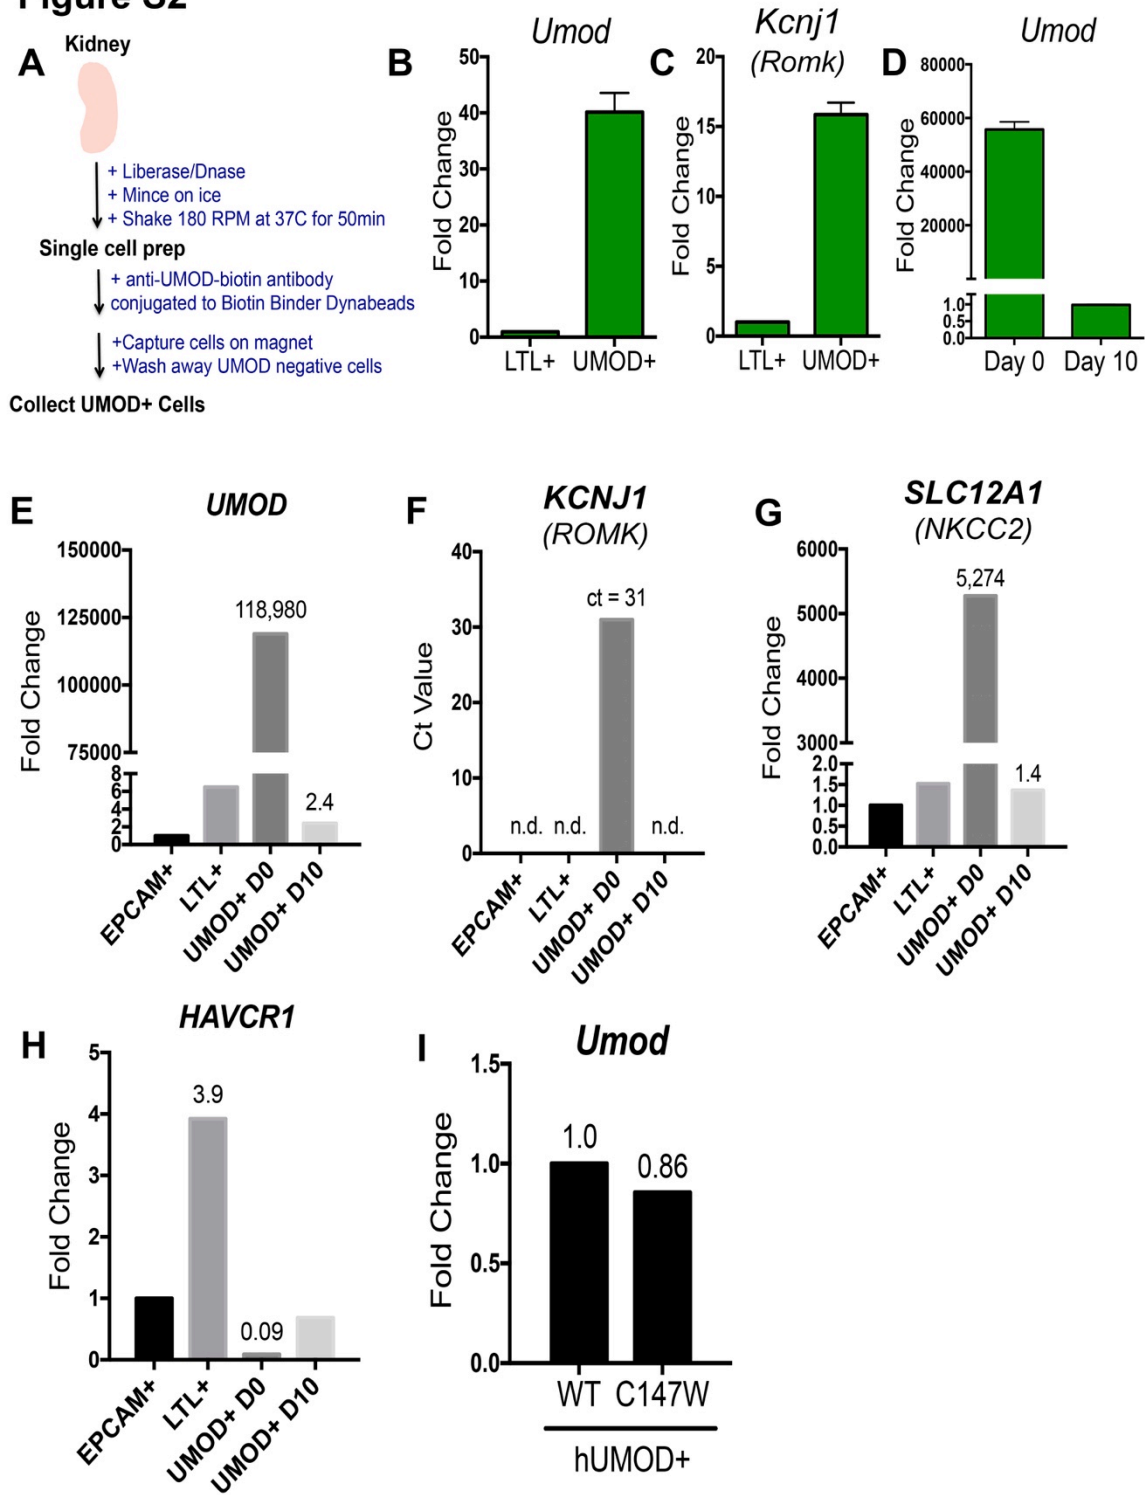 Figure S2
A
Kidney
+ Liberase/Dnase
+ Mince on ice
+ Shake 180 RPM at 37C for 50min
Single cell prep
+ anti-UMOD-biotin antibody
conjugated to Biotin Binder Dynabeads
+Capture cells on magnet
+Wash away UMOD negative cells
Collect UMOD+ Cells
B
Umod
Fold Change
50
40
30
20
10
0
LTL+ UMOD+
C
Kcnj1
(Romk)
Fold Change
20
15
10
5
0
LTL+ UMOD+
D
Umod
Fold Change
80000
60000
40000
20000
1.0
0.5
0.0
Day 0 Day 10
E
UMOD
Fold Change
150000
125000
100000
75000
8
6
4
2
0
118,980
2.4
EPCAM+
LTL+
UMOD+ D0
UMOD+ D10
F
KCNJ1
(ROMK)
Ct Value
40
30
20
10
0
ct = 31
n.d. n.d. n.d.
EPCAM+
LTL+
UMOD+ D0
UMOD+ D10
G
SLC12A1
(NKCC2)
Fold Change
6000
5000
4000
3000
2.0
1.5
1.0
0.5
0.0
5,274
1.4
EPCAM+
LTL+
UMOD+ D0
UMOD+ D10
H
HAVCR1
Fold Change
5
4
3
2
1
0
3.9
0.09
EPCAM+
LTL+
UMOD+ D0
UMOD+ D10
I
Umod
Fold Change
1.5
1.0
0.5
0.0
1.0
0.86
WT C147W
hUMOD+